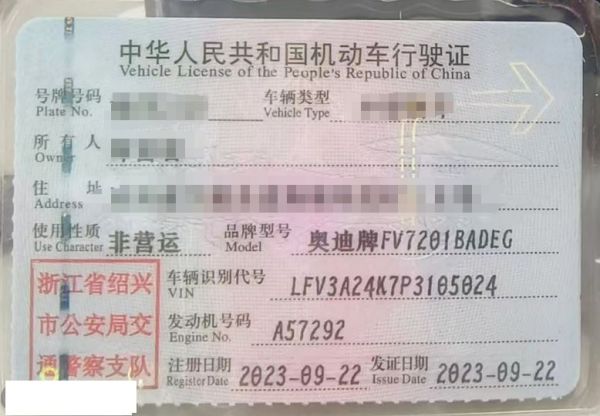 中华人民共和国机动车行驶证
Vehicle License of the People's Republic of China
号牌号码 车辆类型
Plate No. Vehicle Type
所有人
Owner
住址
Address
使用性质 非营运 品牌型号 奥迪牌FV7201BADEG
Use Character Model
浙江省绍兴
市公安局交
通警察支队
车辆识别代号 LFV3A24K7P3105024
VIN
发动机号码 A57292
Engine No.
注册日期 2023-09-22 发证日期 2023-09-22
Register Date Issue Date